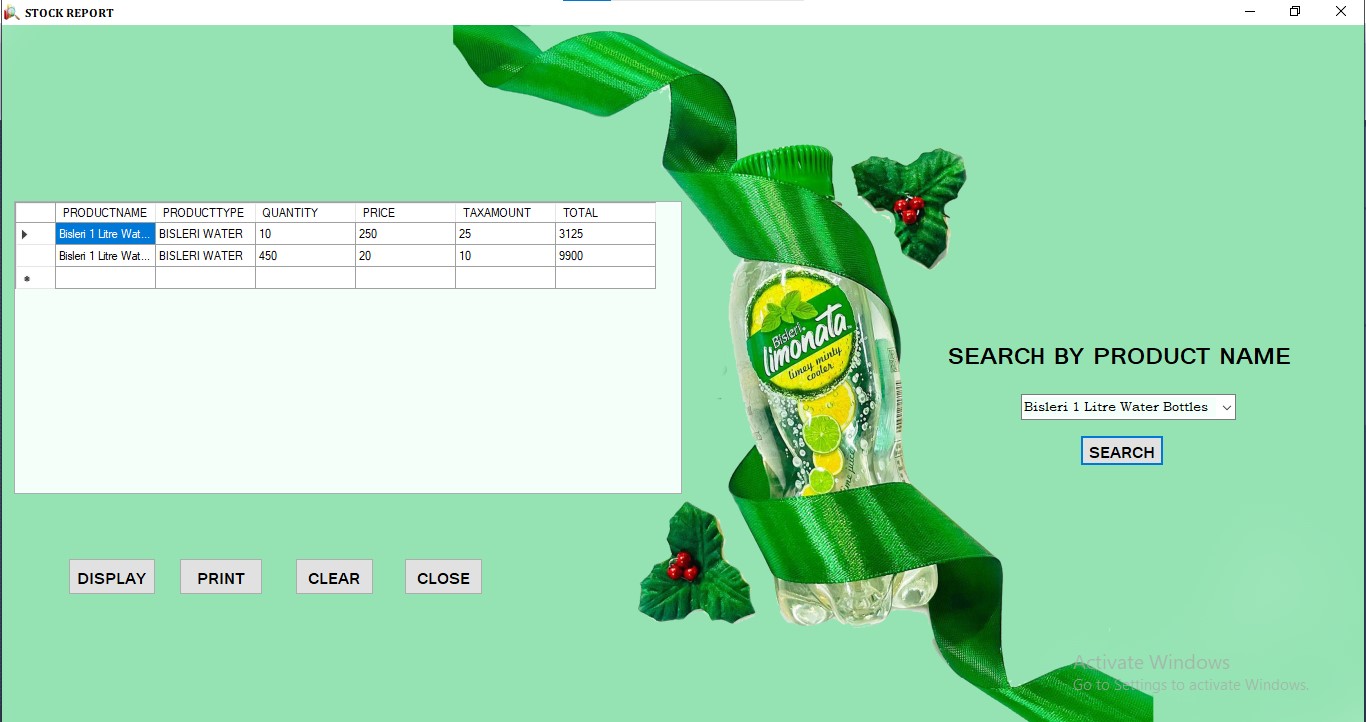 STOCK REPORT
PRODUCTNAME PRODUCTTYPE QUANTITY PRICE TAXAMOUNT TOTAL
Bisleri 1 Litre Wat... BISLERI WATER 10 250 25 3125
Bisleri 1 Litre Wat... BISLERI WATER 450 20 10 9900
Bisleri
limonata
limey minty
cooler
SEARCH BY PRODUCT NAME
Bisleri 1 Litre Water Bottles
SEARCH
DISPLAY PRINT CLEAR CLOSE
Activate Windows
Go to Settings to activate Windows.